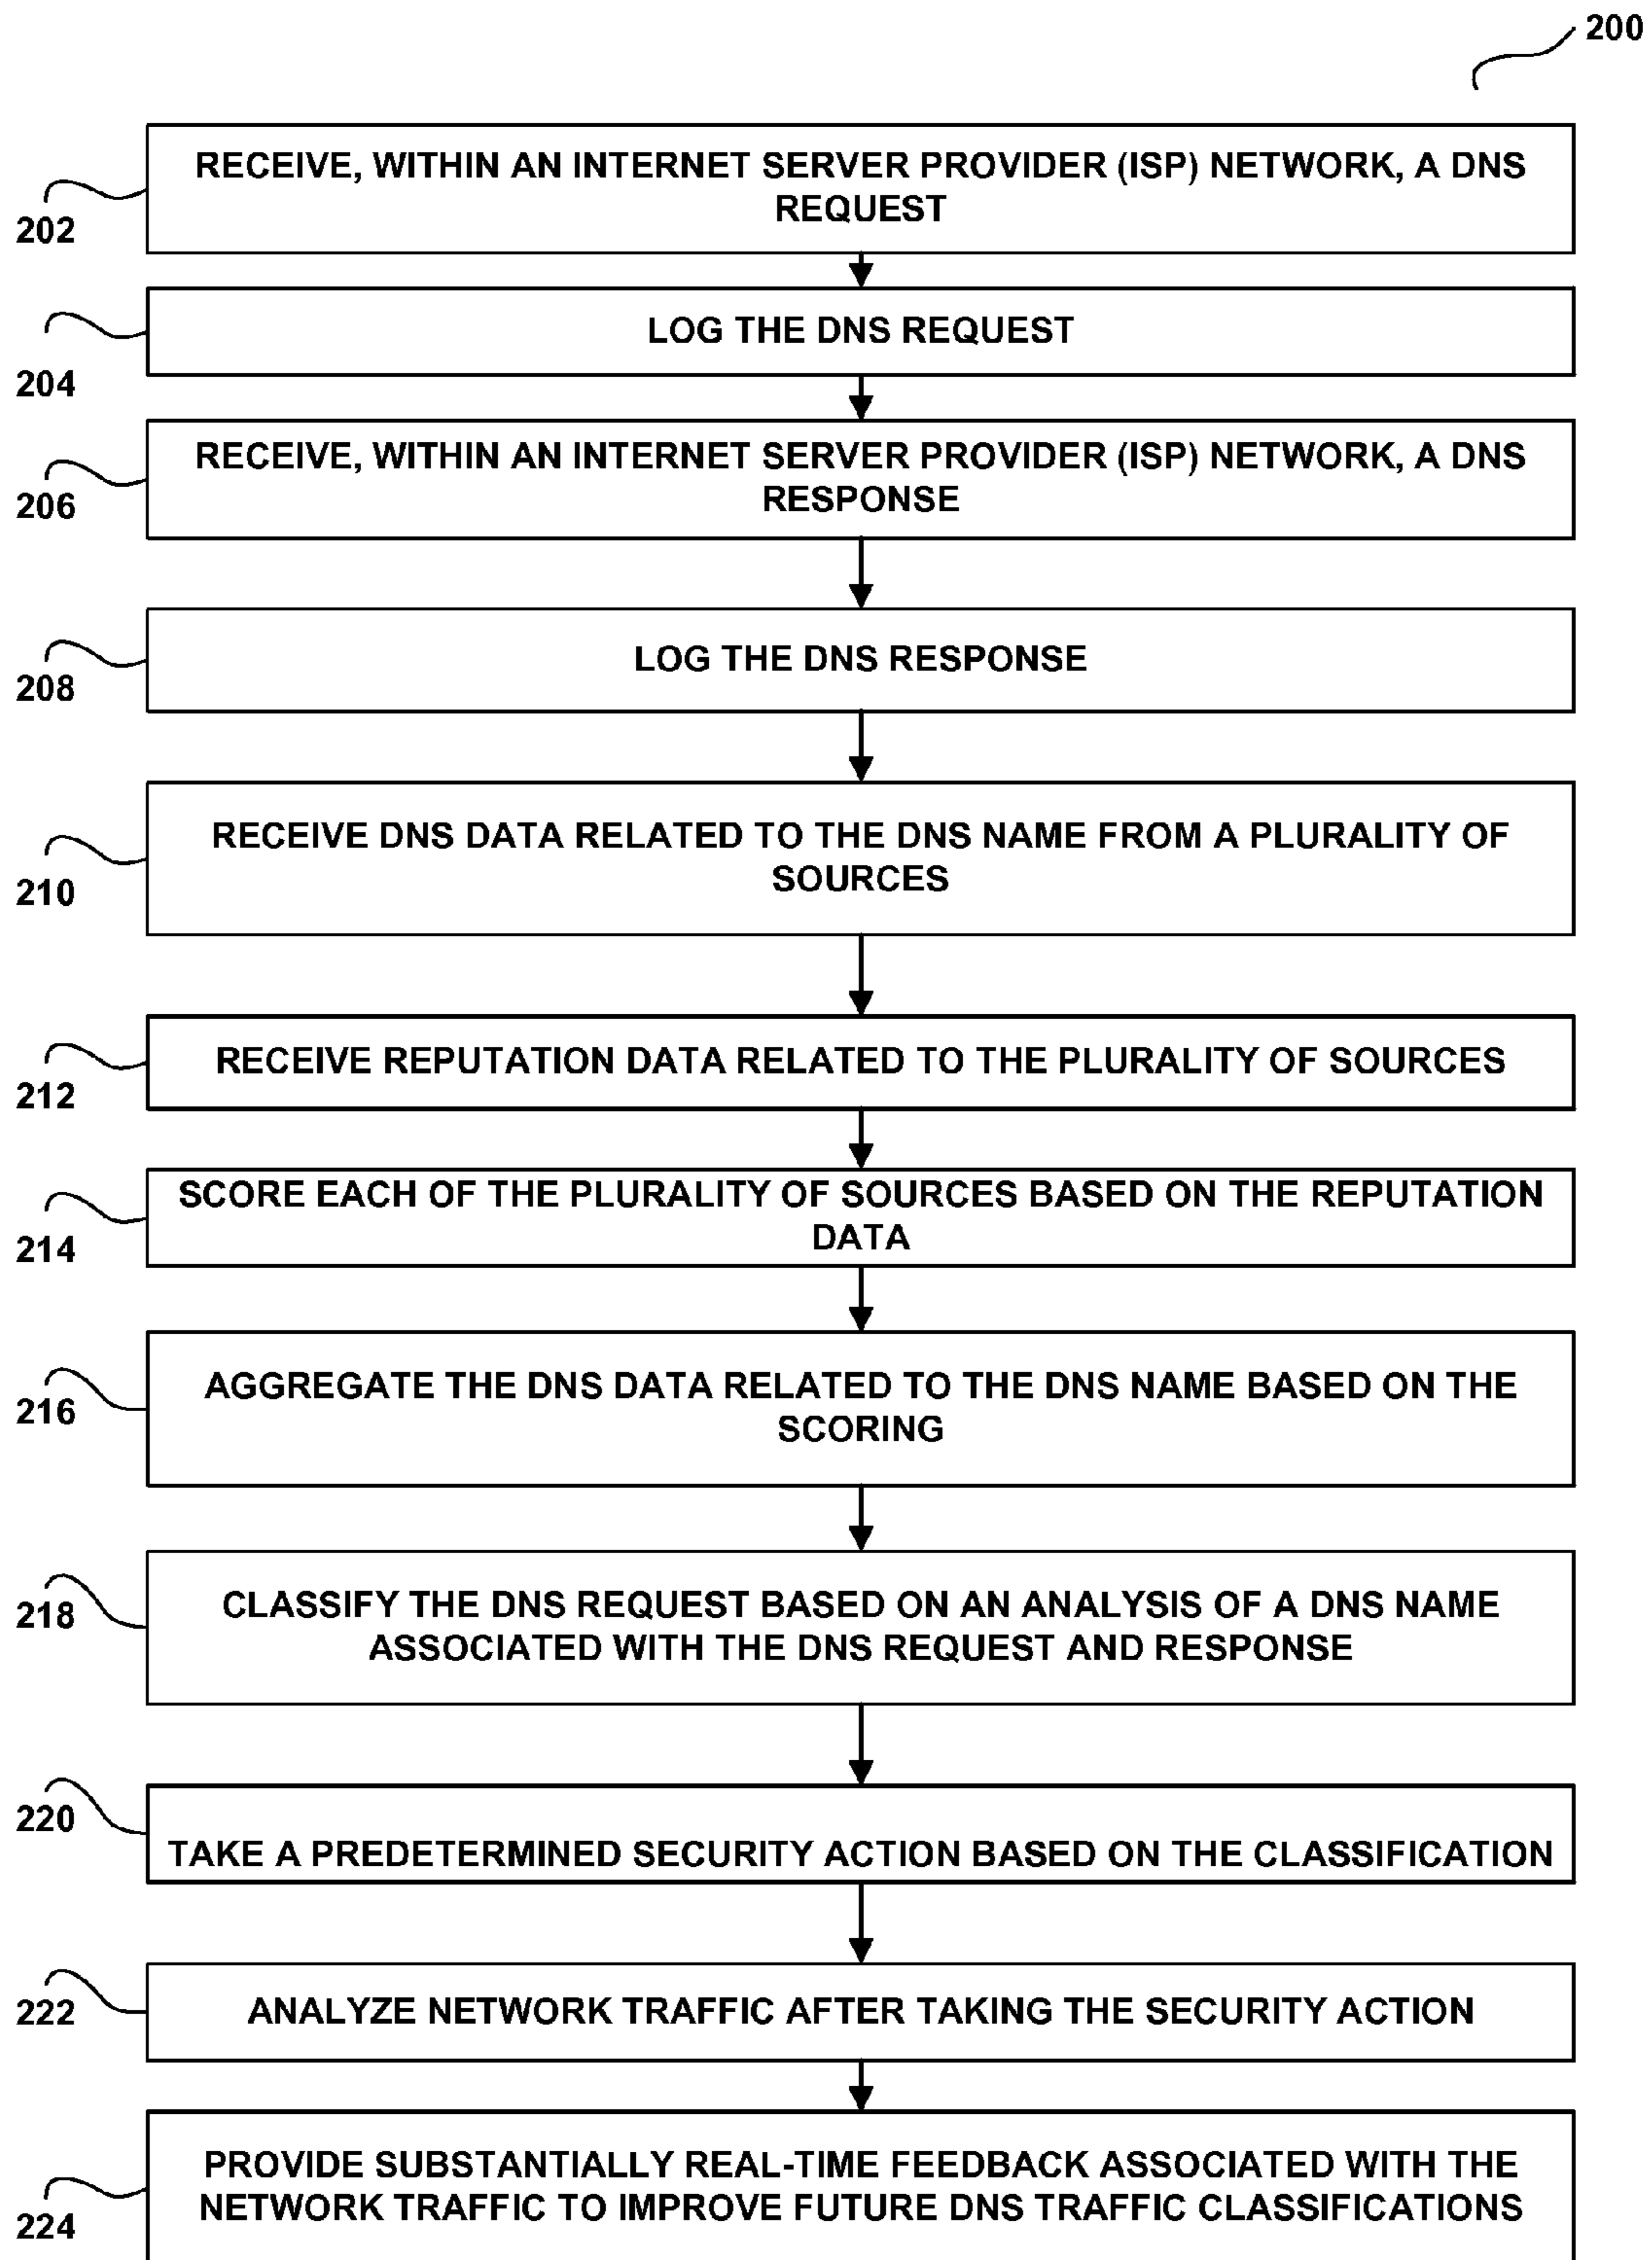 200
RECEIVE, WITHIN AN INTERNET SERVER PROVIDER (ISP) NETWORK, A DNS
REQUEST
202
LOG THE DNS REQUEST
204
RECEIVE, WITHIN AN INTERNET SERVER PROVIDER (ISP) NETWORK, A DNS
RESPONSE
206
LOG THE DNS RESPONSE
208
RECEIVE DNS DATA RELATED TO THE DNS NAME FROM A PLURALITY OF
SOURCES
210
RECEIVE REPUTATION DATA RELATED TO THE PLURALITY OF SOURCES
212
SCORE EACH OF THE PLURALITY OF SOURCES BASED ON THE REPUTATION
DATA
214
AGGREGATE THE DNS DATA RELATED TO THE DNS NAME BASED ON THE
SCORING
216
CLASSIFY THE DNS REQUEST BASED ON AN ANALYSIS OF A DNS NAME
ASSOCIATED WITH THE DNS REQUEST AND RESPONSE
218
TAKE A PREDETERMINED SECURITY ACTION BASED ON THE CLASSIFICATION
220
ANALYZE NETWORK TRAFFIC AFTER TAKING THE SECURITY ACTION
222
PROVIDE SUBSTANTIALLY REAL-TIME FEEDBACK ASSOCIATED WITH THE
NETWORK TRAFFIC TO IMPROVE FUTURE DNS TRAFFIC CLASSIFICATIONS
224